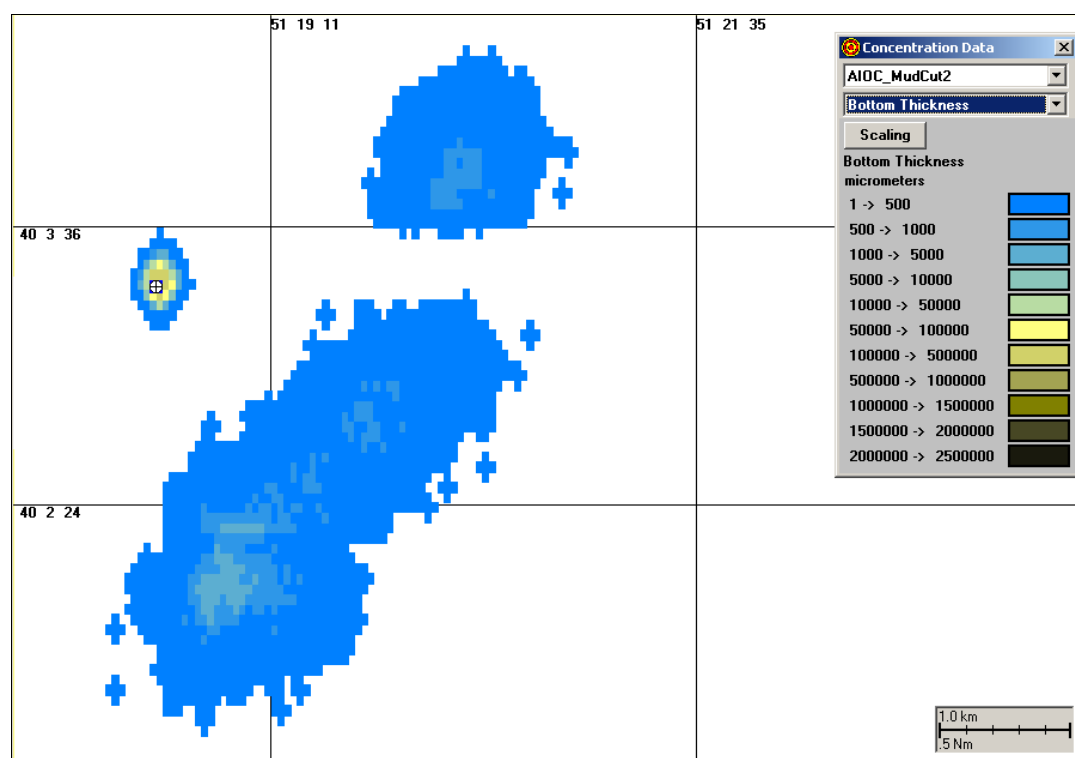 51 19 11
51 21 35
40 3 36
40 2 24
Concentration Data
AIOC_MudCut2
Bottom Thickness
Scaling
Bottom Thickness
micrometers
1 -> 500
500 -> 1000
1000 -> 5000
5000 -> 10000
10000 -> 50000
50000 -> 100000
100000 -> 500000
500000 -> 1000000
1000000 -> 1500000
1500000 -> 2000000
2000000 -> 2500000
1.0 km
.5 Nm